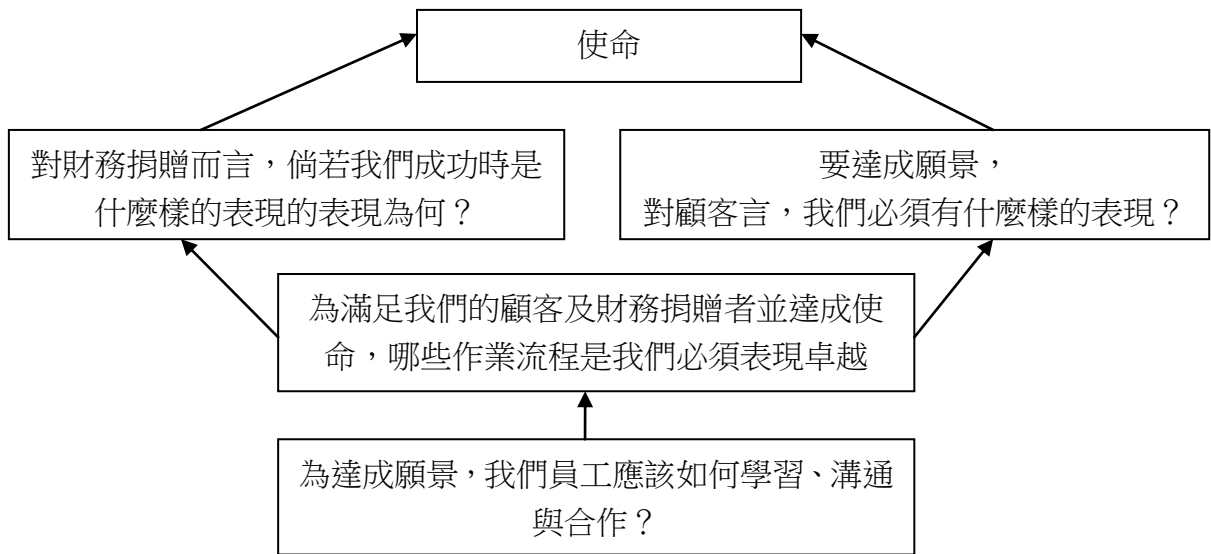 使命
對財務捐贈而言，倘若我們成功時是
什麼樣的表現的表現為何？
要達成願景，
對顧客言，我們必須有什麼樣的表現？
為滿足我們的顧客及財務捐贈者並達成使
命，哪些作業流程是我們必須表現卓越
為達成願景，我們員工應該如何學習、溝通
與合作？